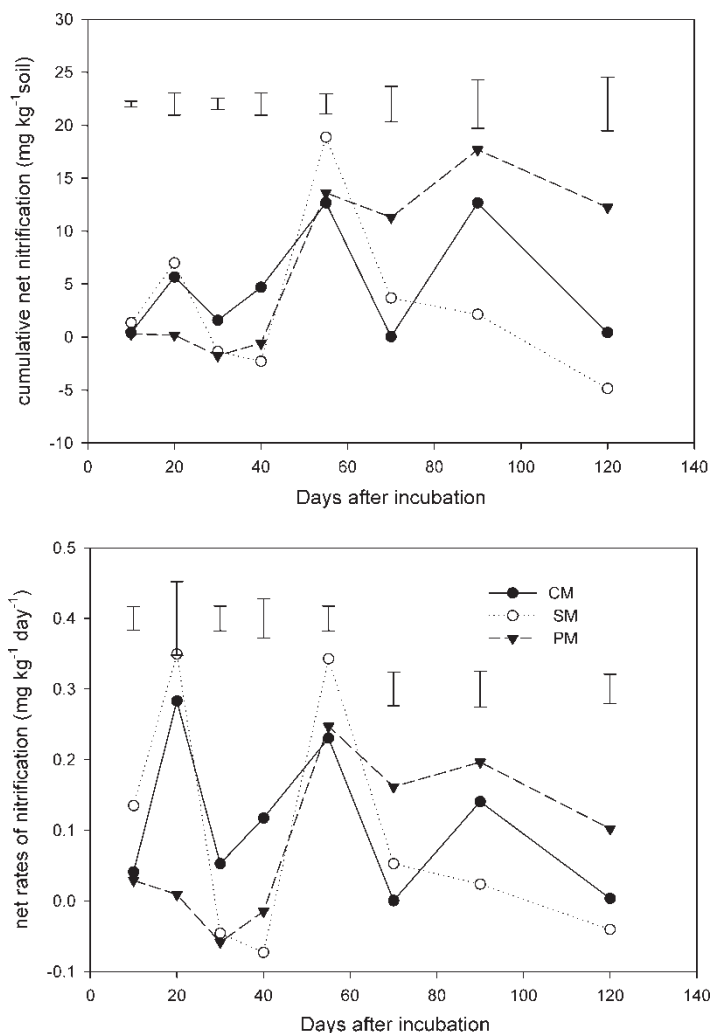 cumulative net nitrification (mg kg⁻¹soil)
30
25
20
15
10
5
0
-5
-10
0 20 40 60 80 100 120 140
Days after incubation
net rates of nitrification (mg kg⁻¹ day⁻¹)
0.5
0.4
0.3
0.2
0.1
0.0
-0.1
CM
SM
PM
0 20 40 60 80 100 120 140
Days after incubation